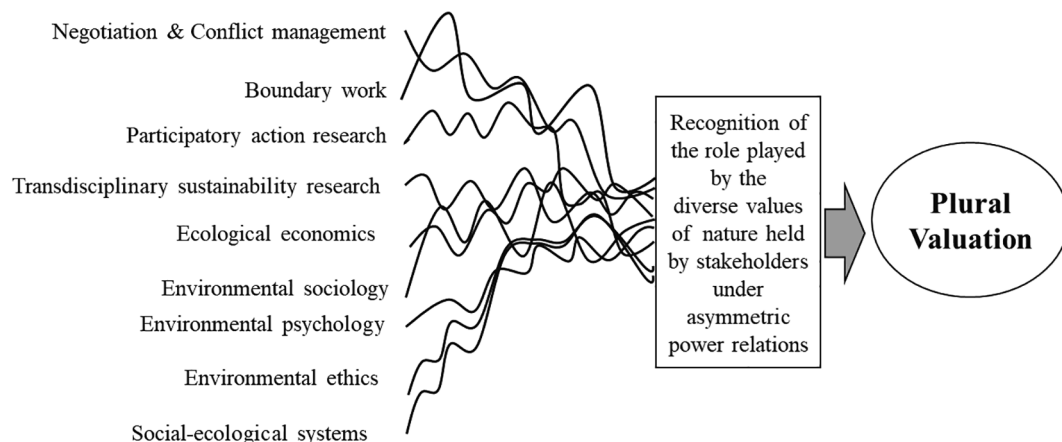 Negotiation & Conflict management
Boundary work
Participatory action research
Transdisciplinary sustainability research
Ecological economics
Environmental sociology
Environmental psychology
Environmental ethics
Social-ecological systems
Recognition of
the role played
by the
diverse values
of nature held
by stakeholders
under
asymmetric
power relations
Plural
Valuation